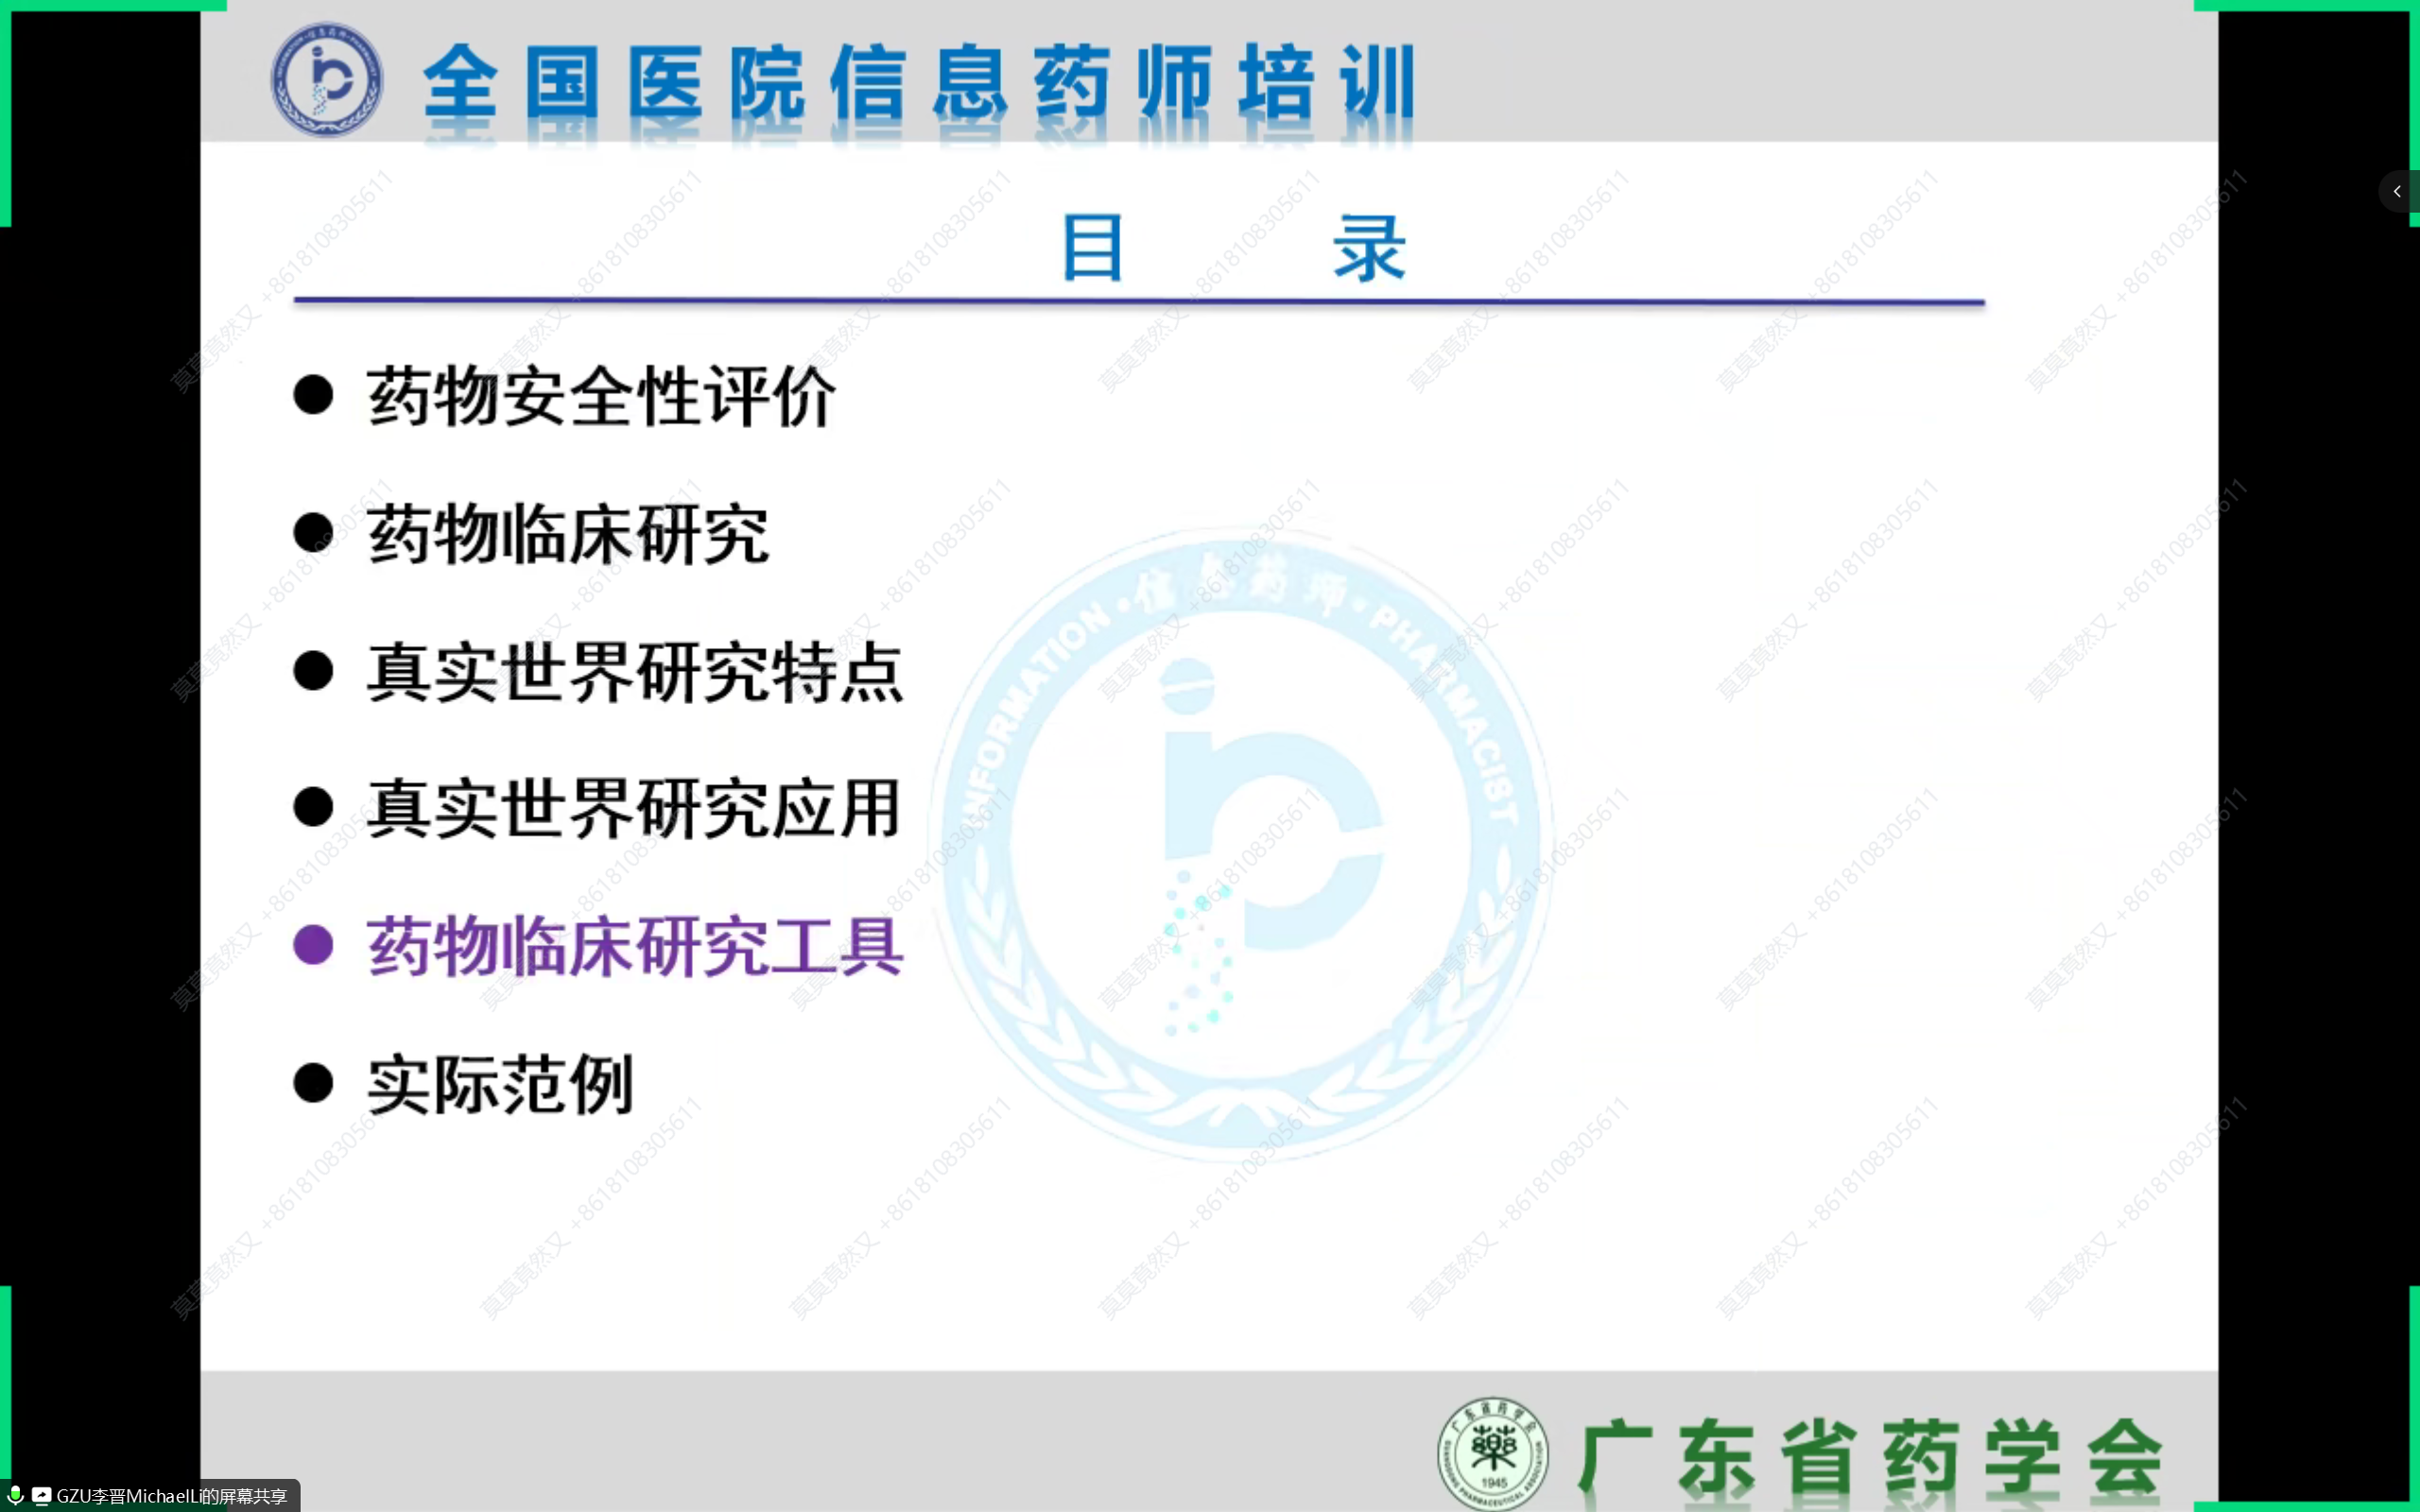 全国医院信息药师培训
目录
药物安全性评价
药物临床研究
真实世界研究特点
真实世界研究应用
药物临床研究工具
实际范例
INFORMATION·信息药师·PHARMACIST
广东省药学会
1945
GZU李晋MichaelLi的屏幕共享
莫莫竟然又 +8618108305611